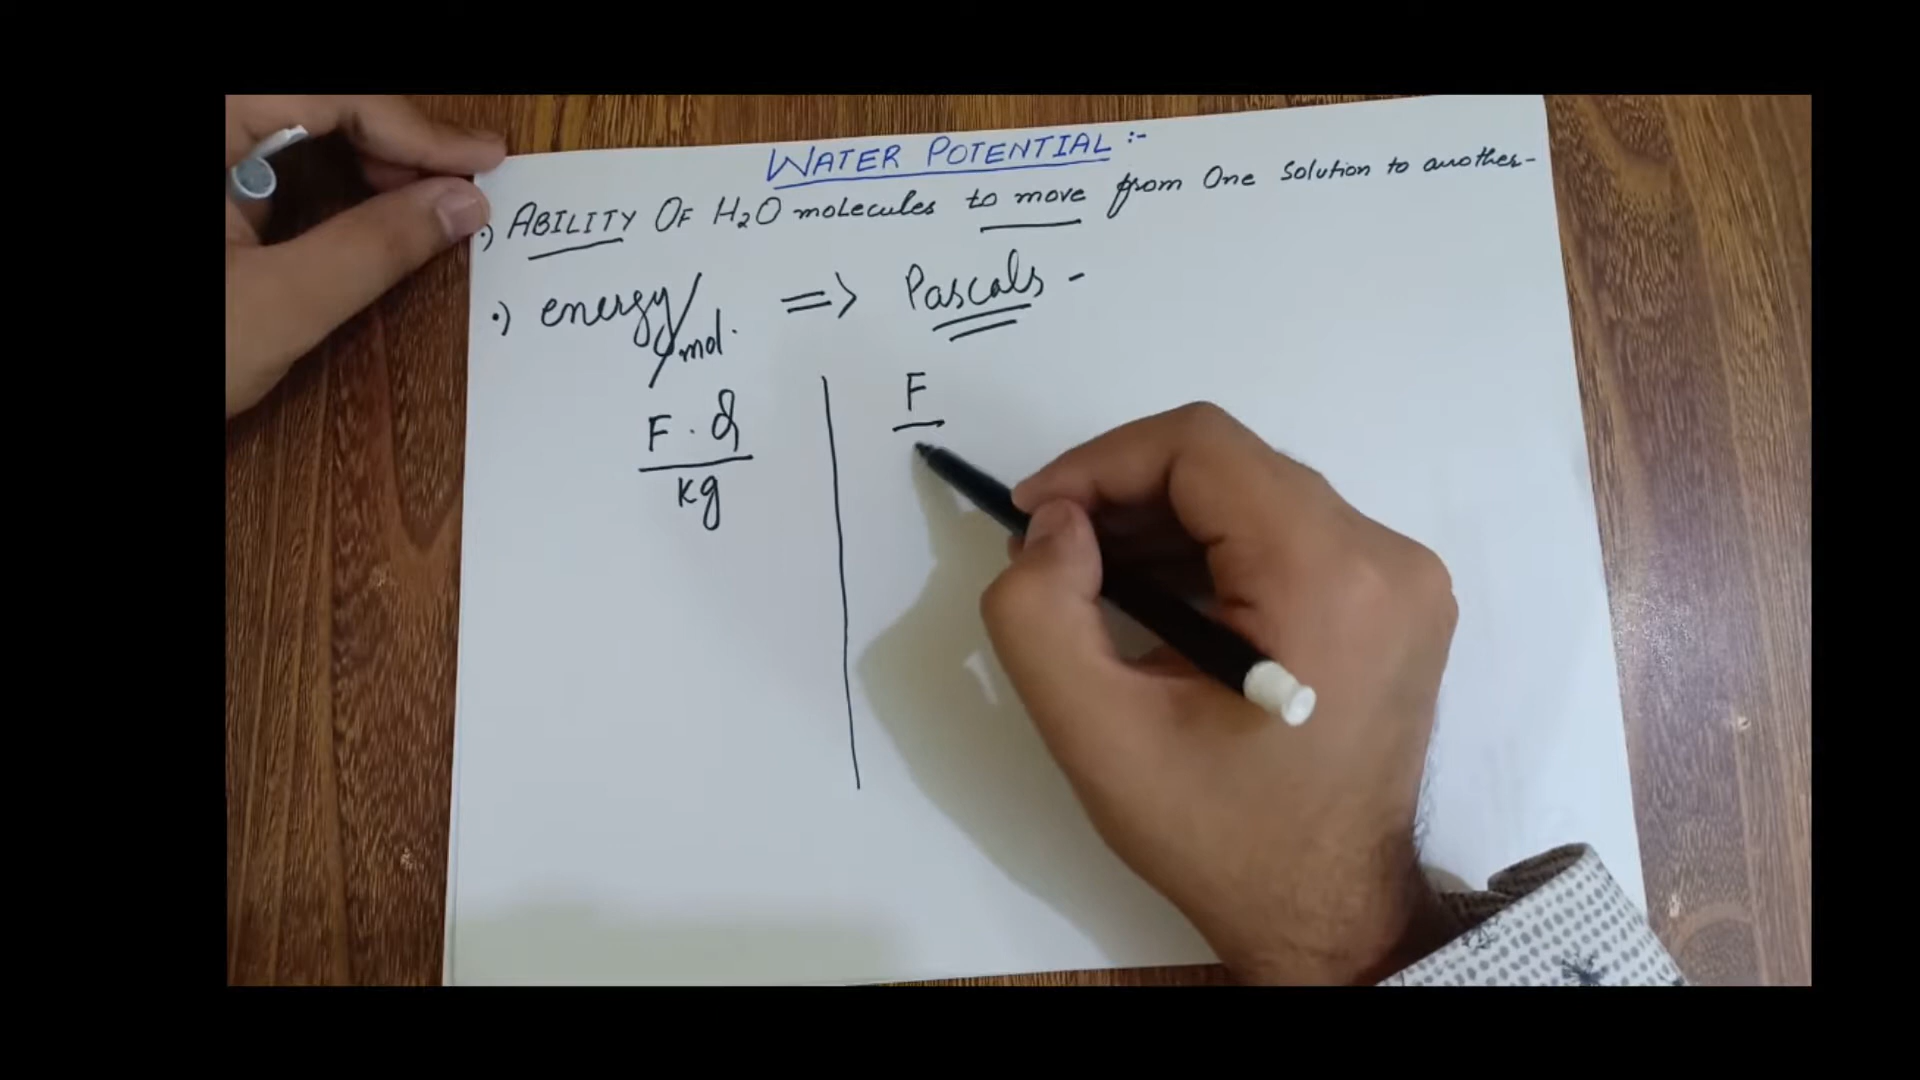 WATER POTENTIAL :-
•) ABILITY OF H₂O molecules to move from One Solution to another-
•) energy/mol. => Pascals -
F . d
kg
F